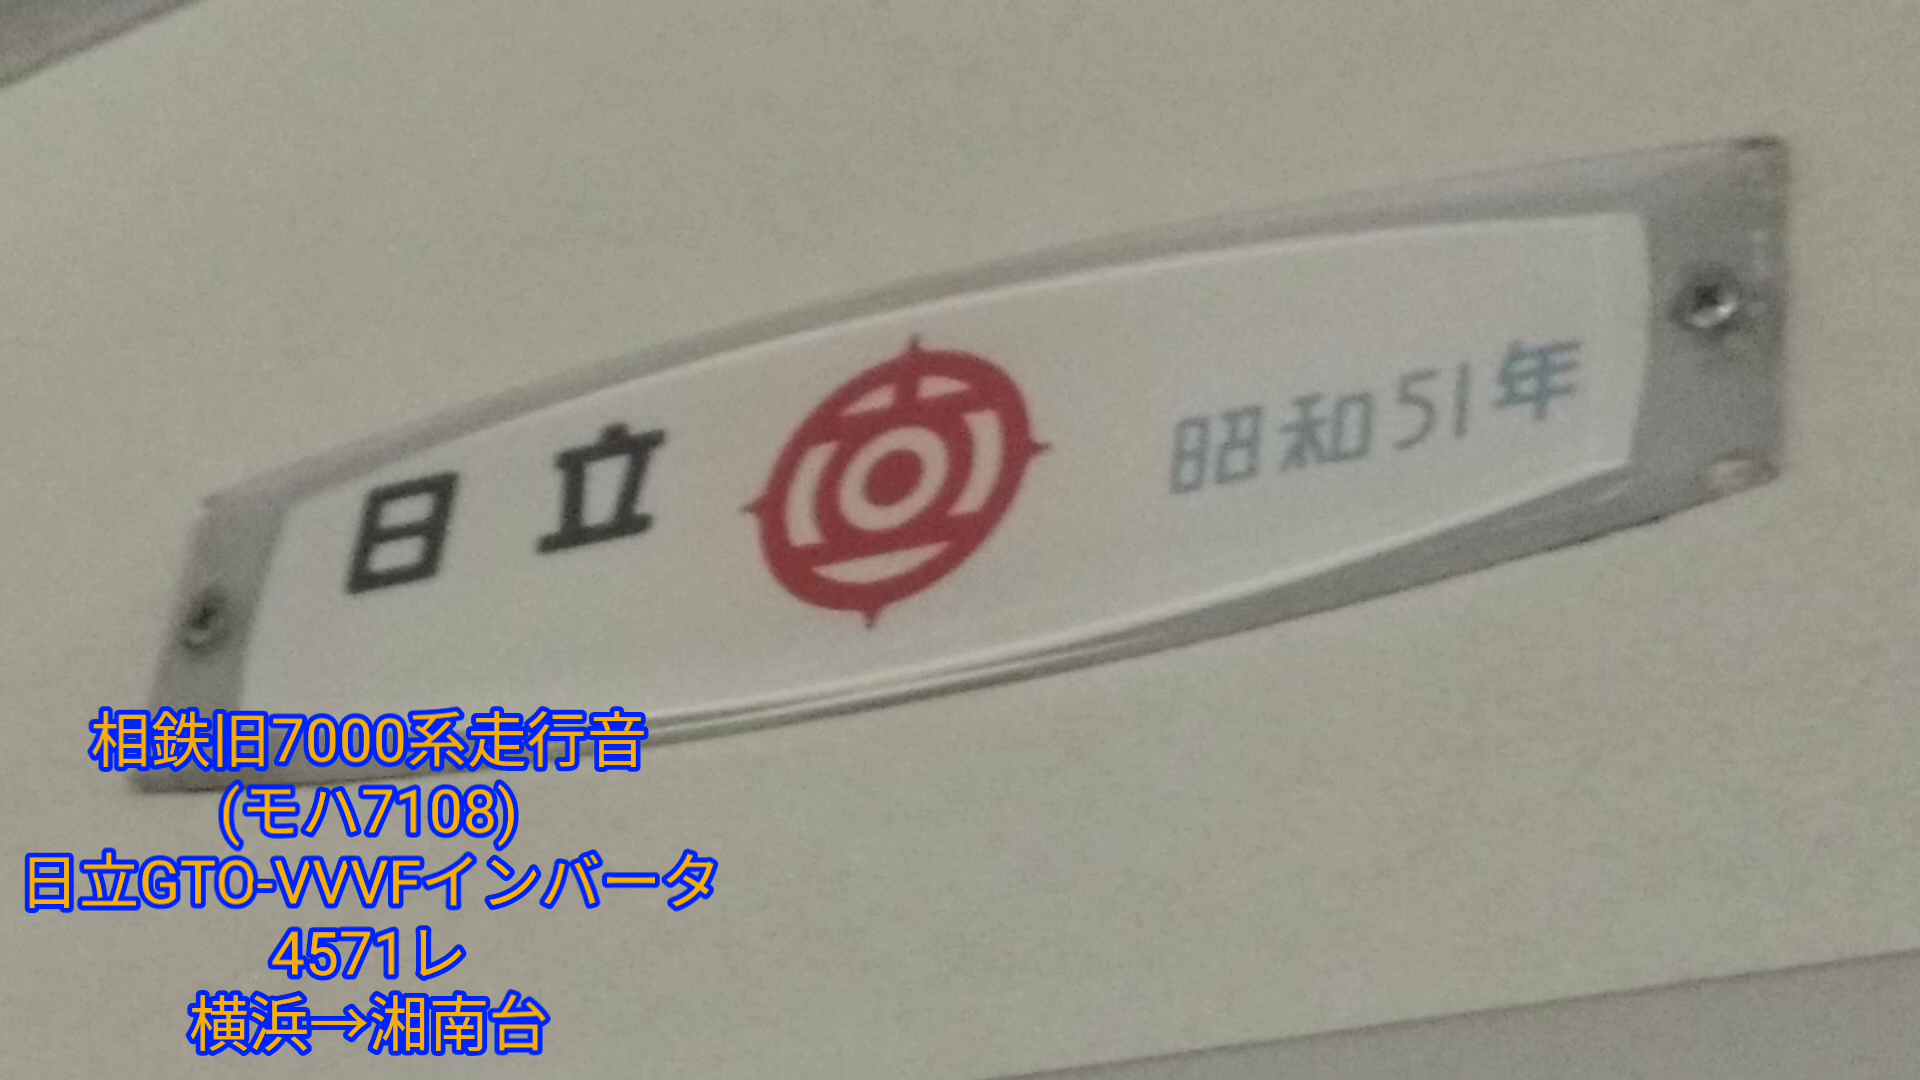 日立 昭和51年
相鉄旧7000系走行音
(モハ7108)
日立GTO-VVVFインバータ
4571レ
横浜→湘南台